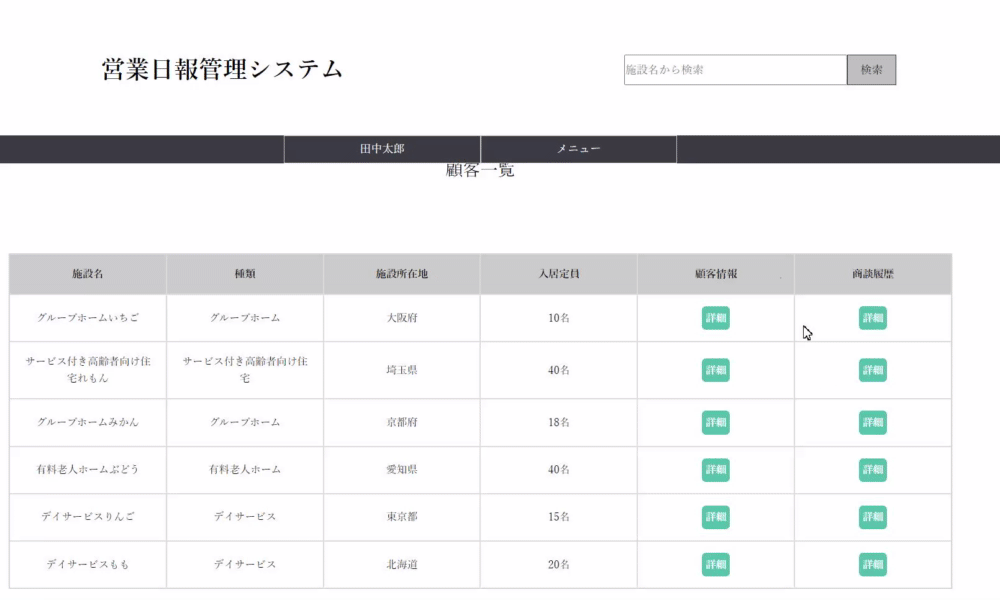 営業日報管理システム
施設名から検索 検索
田中太郎 メニュー
顧客一覧
施設名 種類 施設所在地 入居定員 顧客情報 商談履歴
グループホームいちご グループホーム 大阪府 10名 詳細 詳細
サービス付き高齢者向け住 サービス付き高齢者向け住 埼玉県 40名 詳細 詳細
宅れもん 宅
グループホームみかん グループホーム 京都府 18名 詳細 詳細
有料老人ホームぶどう 有料老人ホーム 愛知県 40名 詳細 詳細
デイサービスりんご デイサービス 東京都 15名 詳細 詳細
デイサービスもも デイサービス 北海道 20名 詳細 詳細